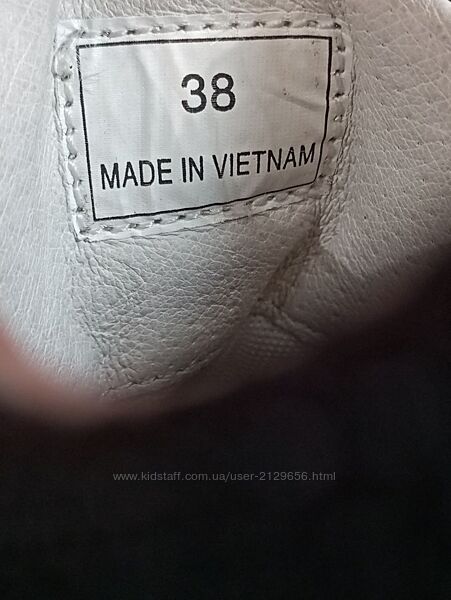 38
MADE IN VIETNAM
www.kidstaff.com.ua/user-2129656.html